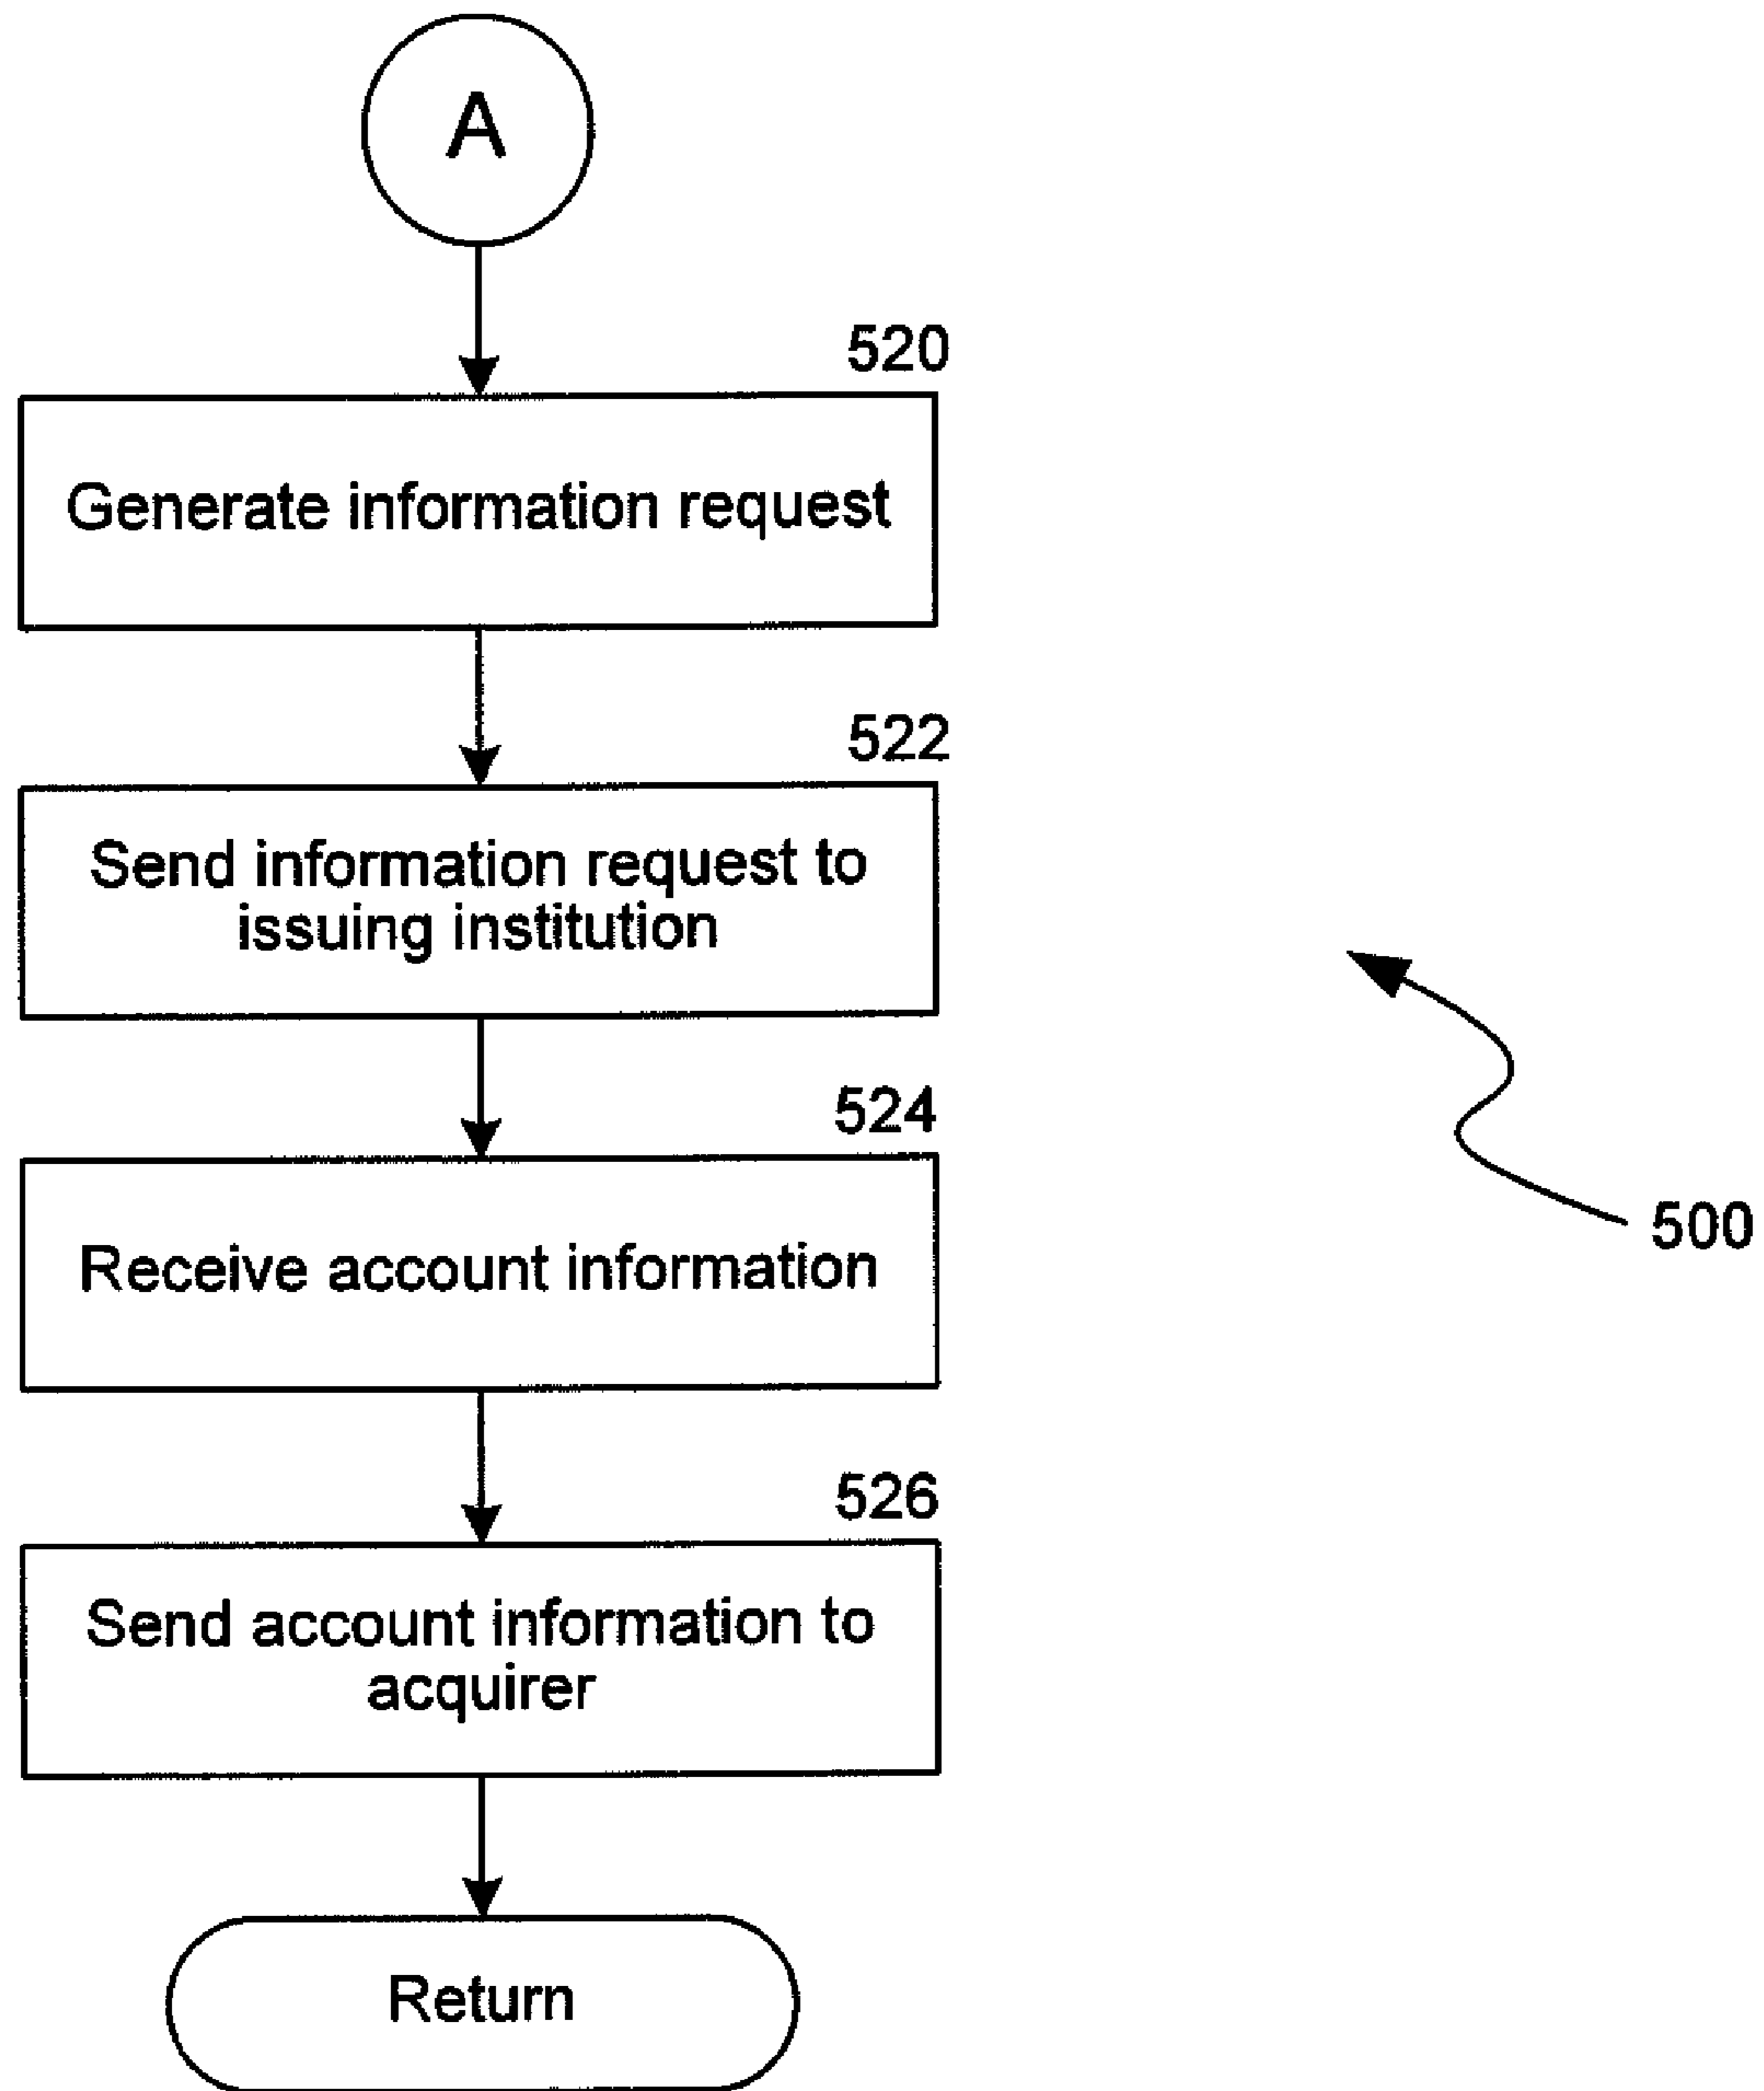 A
520
Generate information request
522
Send information request to
issuing institution
524
Receive account information
500
526
Send account information to
acquirer
Return